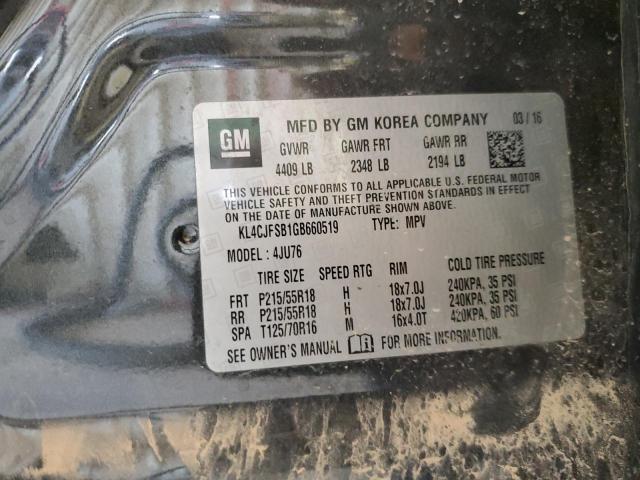 GM MFD BY GM KOREA COMPANY 03/16
GVWR GAWR FRT GAWR RR
4409 LB 2348 LB 2194 LB
THIS VEHICLE CONFORMS TO ALL APPLICABLE U.S. FEDERAL MOTOR
VEHICLE SAFETY AND THEFT PREVENTION STANDARDS IN EFFECT
ON THE DATE OF MANUFACTURE SHOWN ABOVE.
KL4CJFSB1GB660519 TYPE: MPV
MODEL: 4JU76
TIRE SIZE SPEED RTG RIM COLD TIRE PRESSURE
FRT P215/55R18 H 18x7.0J 240KPA, 35 PSI
RR P215/55R18 H 18x7.0J 240KPA, 35 PSI
SPA T125/70R16 M 16x4.0T 420KPA, 60 PSI
SEE OWNER'S MANUAL FOR MORE INFORMATION.